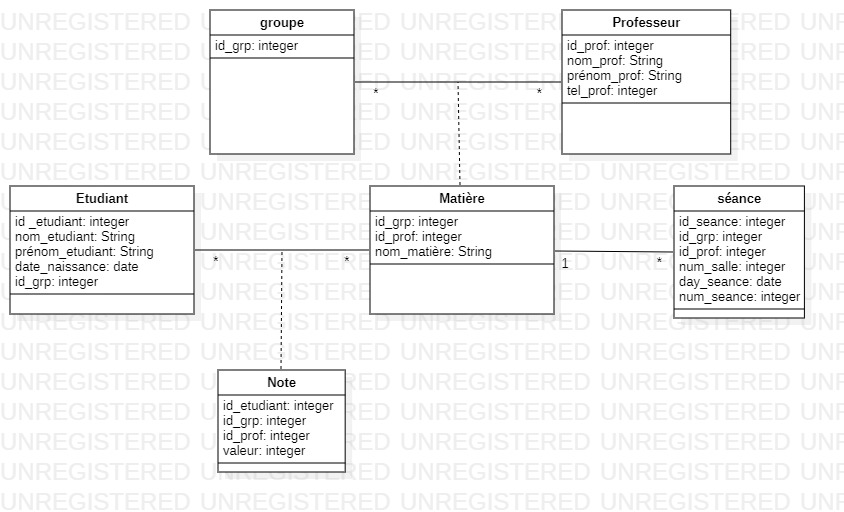 groupe
id_grp: integer
Professeur
id_prof: integer
nom_prof: String
prénom_prof: String
tel_prof: integer
*
*
Etudiant
id _etudiant: integer
nom_etudiant: String
prénom_etudiant: String
date_naissance: date
id_grp: integer
*
*
Matière
id_grp: integer
id_prof: integer
nom_matière: String
1
*
séance
id_seance: integer
id_grp: integer
id_prof: integer
num_salle: integer
day_seance: date
num_seance: integer
Note
id_etudiant: integer
id_grp: integer
id_prof: integer
valeur: integer
UNREGISTERED